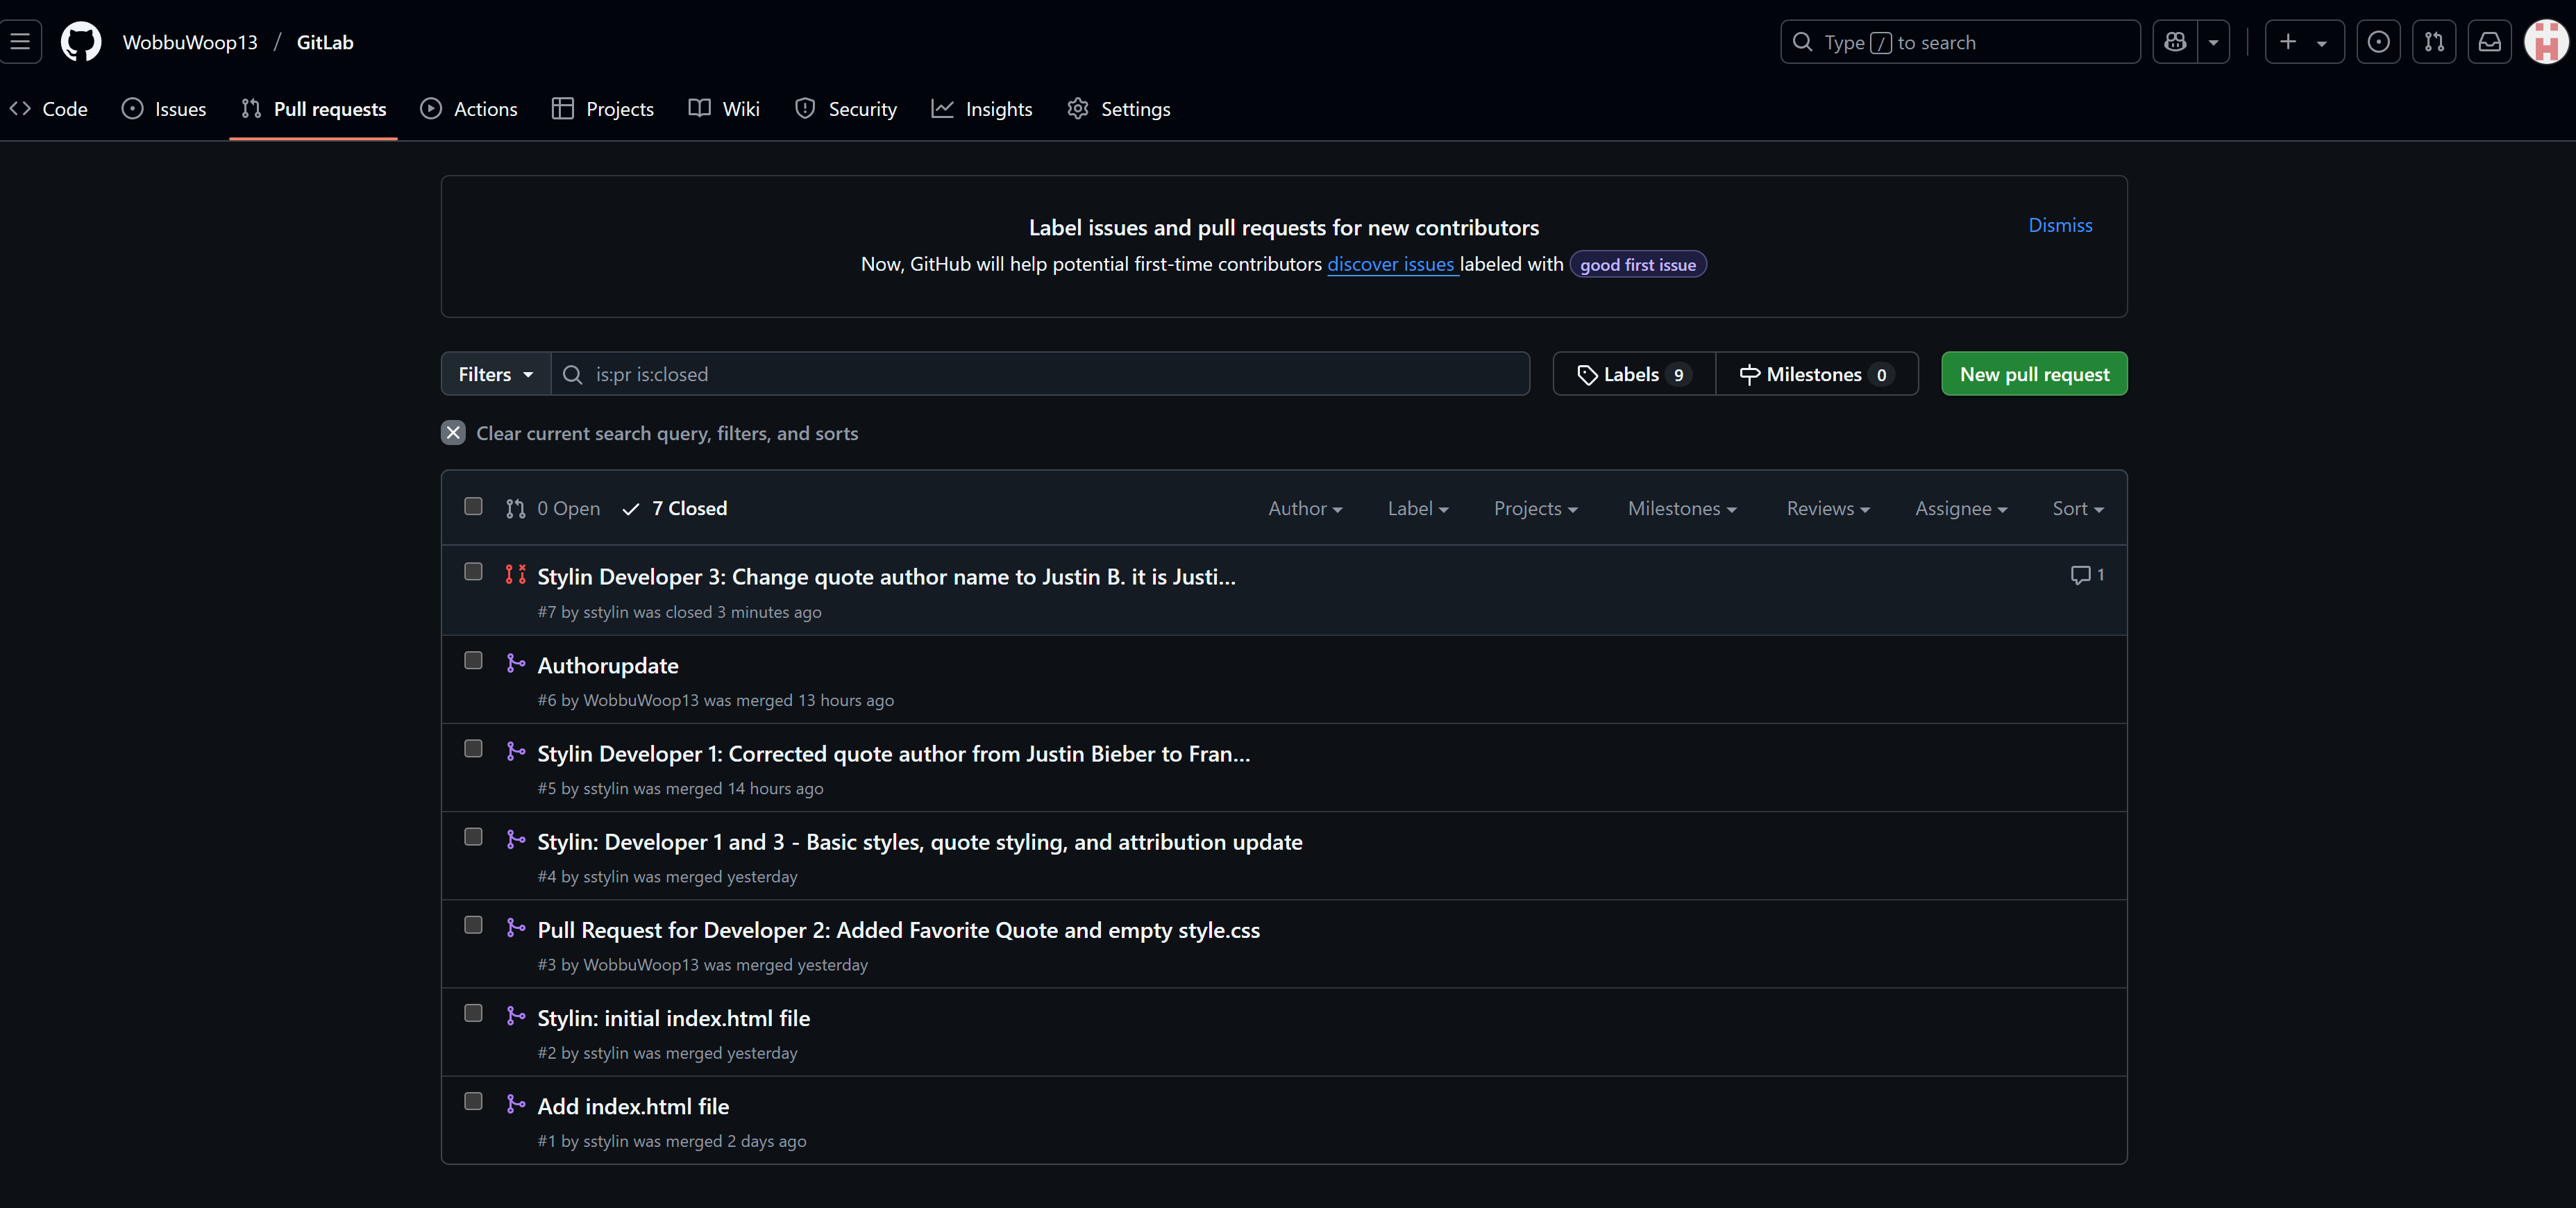 WobbuWoop13 / GitLab
Type / to search
Code Issues Pull requests Actions Projects Wiki Security Insights Settings
Label issues and pull requests for new contributors
Dismiss
Now, GitHub will help potential first-time contributors discover issues labeled with good first issue
Filters is:pr is:closed Labels 9 Milestones 0 New pull request
Clear current search query, filters, and sorts
0 Open 7 Closed Author Label Projects Milestones Reviews Assignee Sort
Stylin Developer 3: Change quote author name to Justin B. it is Justi... 1
#7 by sstylin was closed 3 minutes ago
Authorupdate
#6 by WobbuWoop13 was merged 13 hours ago
Stylin Developer 1: Corrected quote author from Justin Bieber to Fran...
#5 by sstylin was merged 14 hours ago
Stylin: Developer 1 and 3 - Basic styles, quote styling, and attribution update
#4 by sstylin was merged yesterday
Pull Request for Developer 2: Added Favorite Quote and empty style.css
#3 by WobbuWoop13 was merged yesterday
Stylin: initial index.html file
#2 by sstylin was merged yesterday
Add index.html file
#1 by sstylin was merged 2 days ago